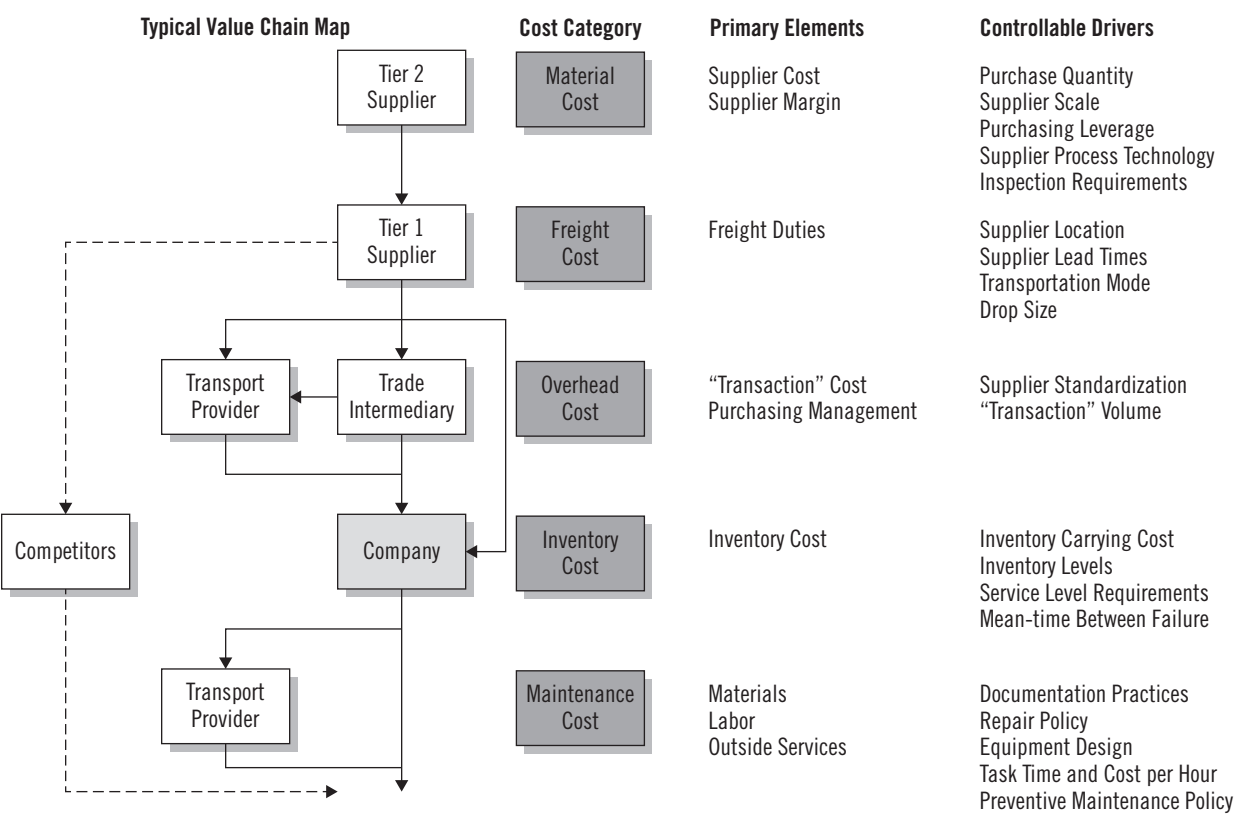 Typical Value Chain Map
Cost Category
Primary Elements
Controllable Drivers
Tier 2
Supplier
Material
Cost
Supplier Cost
Supplier Margin
Purchase Quantity
Supplier Scale
Purchasing Leverage
Supplier Process Technology
Inspection Requirements
Tier 1
Supplier
Freight
Cost
Freight Duties
Supplier Location
Supplier Lead Times
Transportation Mode
Drop Size
Transport
Provider
Trade
Intermediary
Overhead
Cost
“Transaction” Cost
Purchasing Management
Supplier Standardization
“Transaction” Volume
Competitors
Company
Inventory
Cost
Inventory Cost
Inventory Carrying Cost
Inventory Levels
Service Level Requirements
Mean-time Between Failure
Transport
Provider
Maintenance
Cost
Materials
Labor
Outside Services
Documentation Practices
Repair Policy
Equipment Design
Task Time and Cost per Hour
Preventive Maintenance Policy